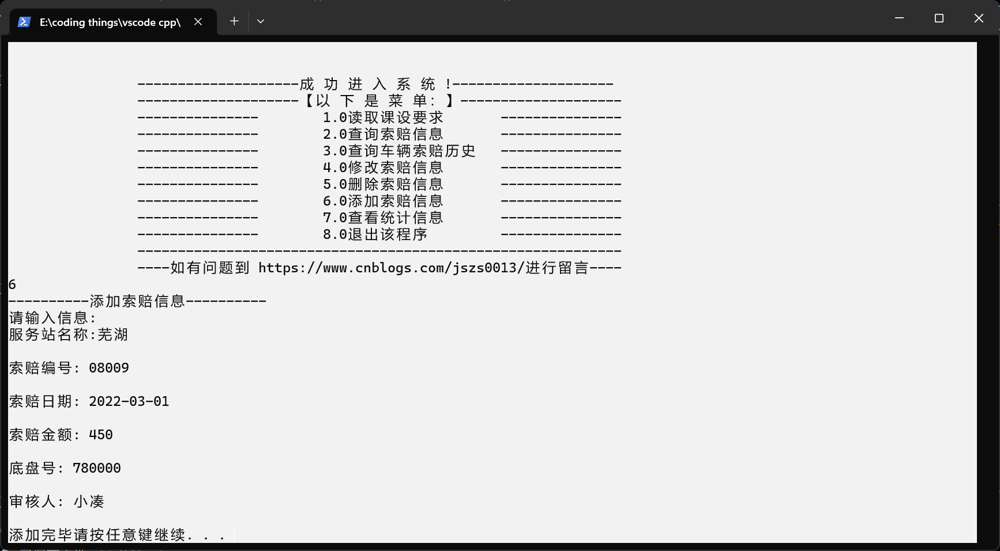 E:\coding things\vscode cpp\
--------------------成 功 进 入 系 统 !--------------------
--------------------【以 下 是 菜 单: 】--------------------
---------------        1.0读取课设要求       ---------------
---------------        2.0查询索赔信息       ---------------
---------------        3.0查询车辆索赔历史   ---------------
---------------        4.0修改索赔信息       ---------------
---------------        5.0删除索赔信息       ---------------
---------------        6.0添加索赔信息       ---------------
---------------        7.0查看统计信息       ---------------
---------------        8.0退出该程序         ---------------
------------------------------------------------------------
----如有问题到 https://www.cnblogs.com/jszs0013/进行留言----
6
----------添加索赔信息----------
请输入信息:
服务站名称:芜湖
索赔编号: 08009
索赔日期: 2022-03-01
索赔金额: 450
底盘号: 780000
审核人: 小凑
添加完毕请按任意键继续. . .